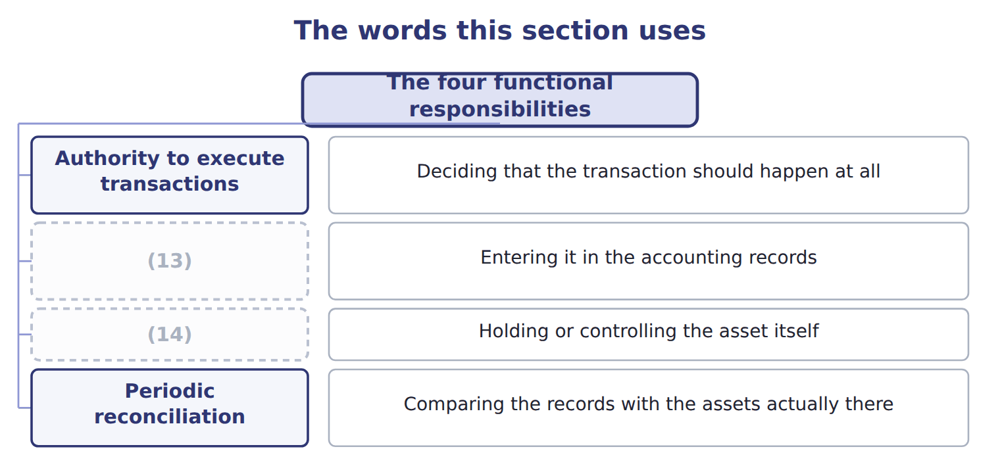 The words this section uses
The four functional
responsibilities
Authority to execute
transactions
Deciding that the transaction should happen at all
(13)
Entering it in the accounting records
(14)
Holding or controlling the asset itself
Periodic
reconciliation
Comparing the records with the assets actually there